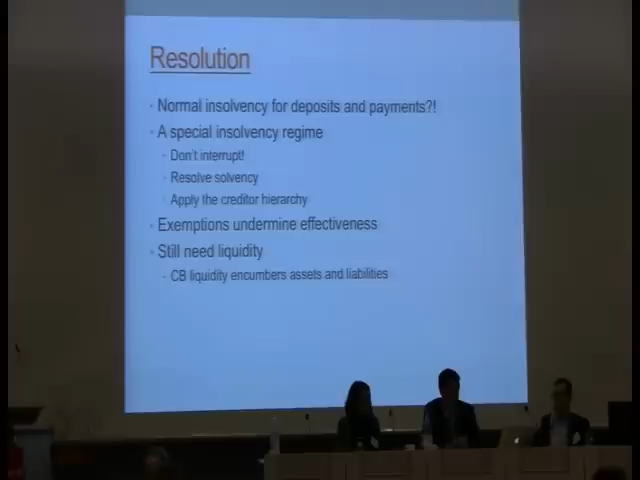 Resolution
Normal insolvency for deposits and payments?!
A special insolvency regime
Don't interrupt!
Resolve solvency
Apply the creditor hierarchy
Exemptions undermine effectiveness
Still need liquidity
CB liquidity encumbers assets and liabilities